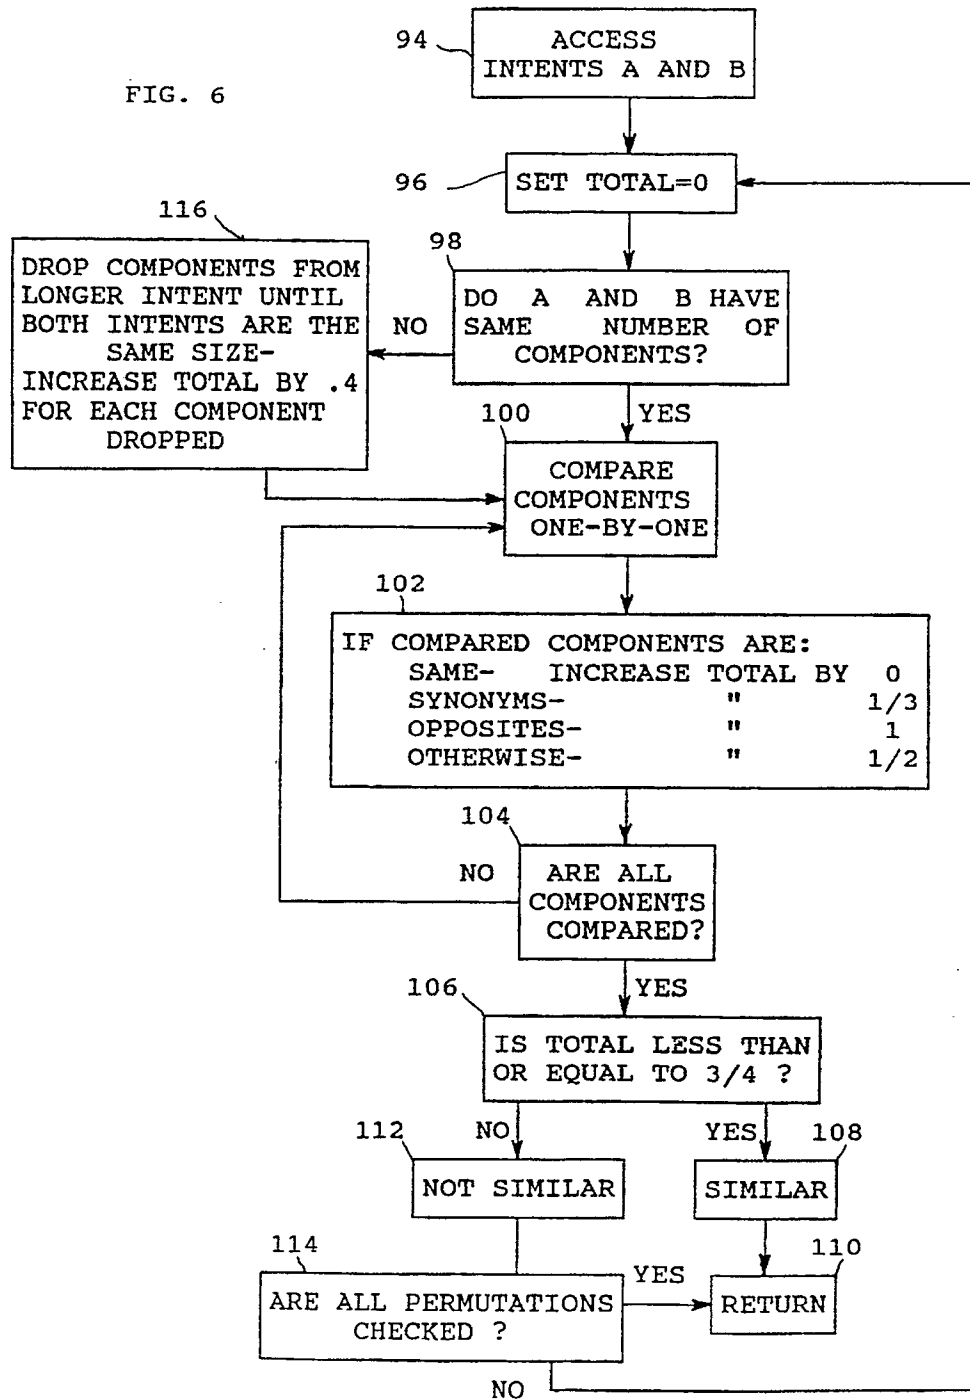 FIG. 6
94
ACCESS
INTENTS A AND B
96
SET TOTAL=0
116
DROP COMPONENTS FROM
LONGER INTENT UNTIL
BOTH INTENTS ARE THE
SAME SIZE-
INCREASE TOTAL BY .4
FOR EACH COMPONENT
DROPPED
98
DO A AND B HAVE
SAME NUMBER OF
COMPONENTS?
NO
YES
100
COMPARE
COMPONENTS
ONE-BY-ONE
102
IF COMPARED COMPONENTS ARE:
SAME- INCREASE TOTAL BY 0
SYNONYMS- " 1/3
OPPOSITES- " 1
OTHERWISE- " 1/2
104
NO
ARE ALL
COMPONENTS
COMPARED?
YES
106
IS TOTAL LESS THAN
OR EQUAL TO 3/4 ?
NO
YES
112
NOT SIMILAR
108
SIMILAR
114
ARE ALL PERMUTATIONS
CHECKED ?
YES
110
RETURN
NO